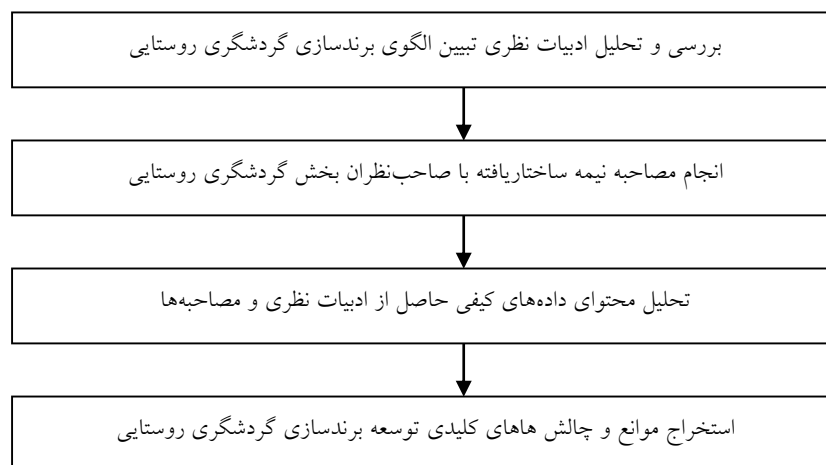 بررسی و تحلیل ادبیات نظری تبیین الگوی برندسازی گردشگری روستایی
انجام مصاحبه نیمه ساختاریافته با صاحب‌نظران بخش گردشگری روستایی
تحلیل محتوای داده‌های کیفی حاصل از ادبیات نظری و مصاحبه‌ها
استخراج موانع و چالش هاهای کلیدی توسعه برندسازی گردشگری روستایی